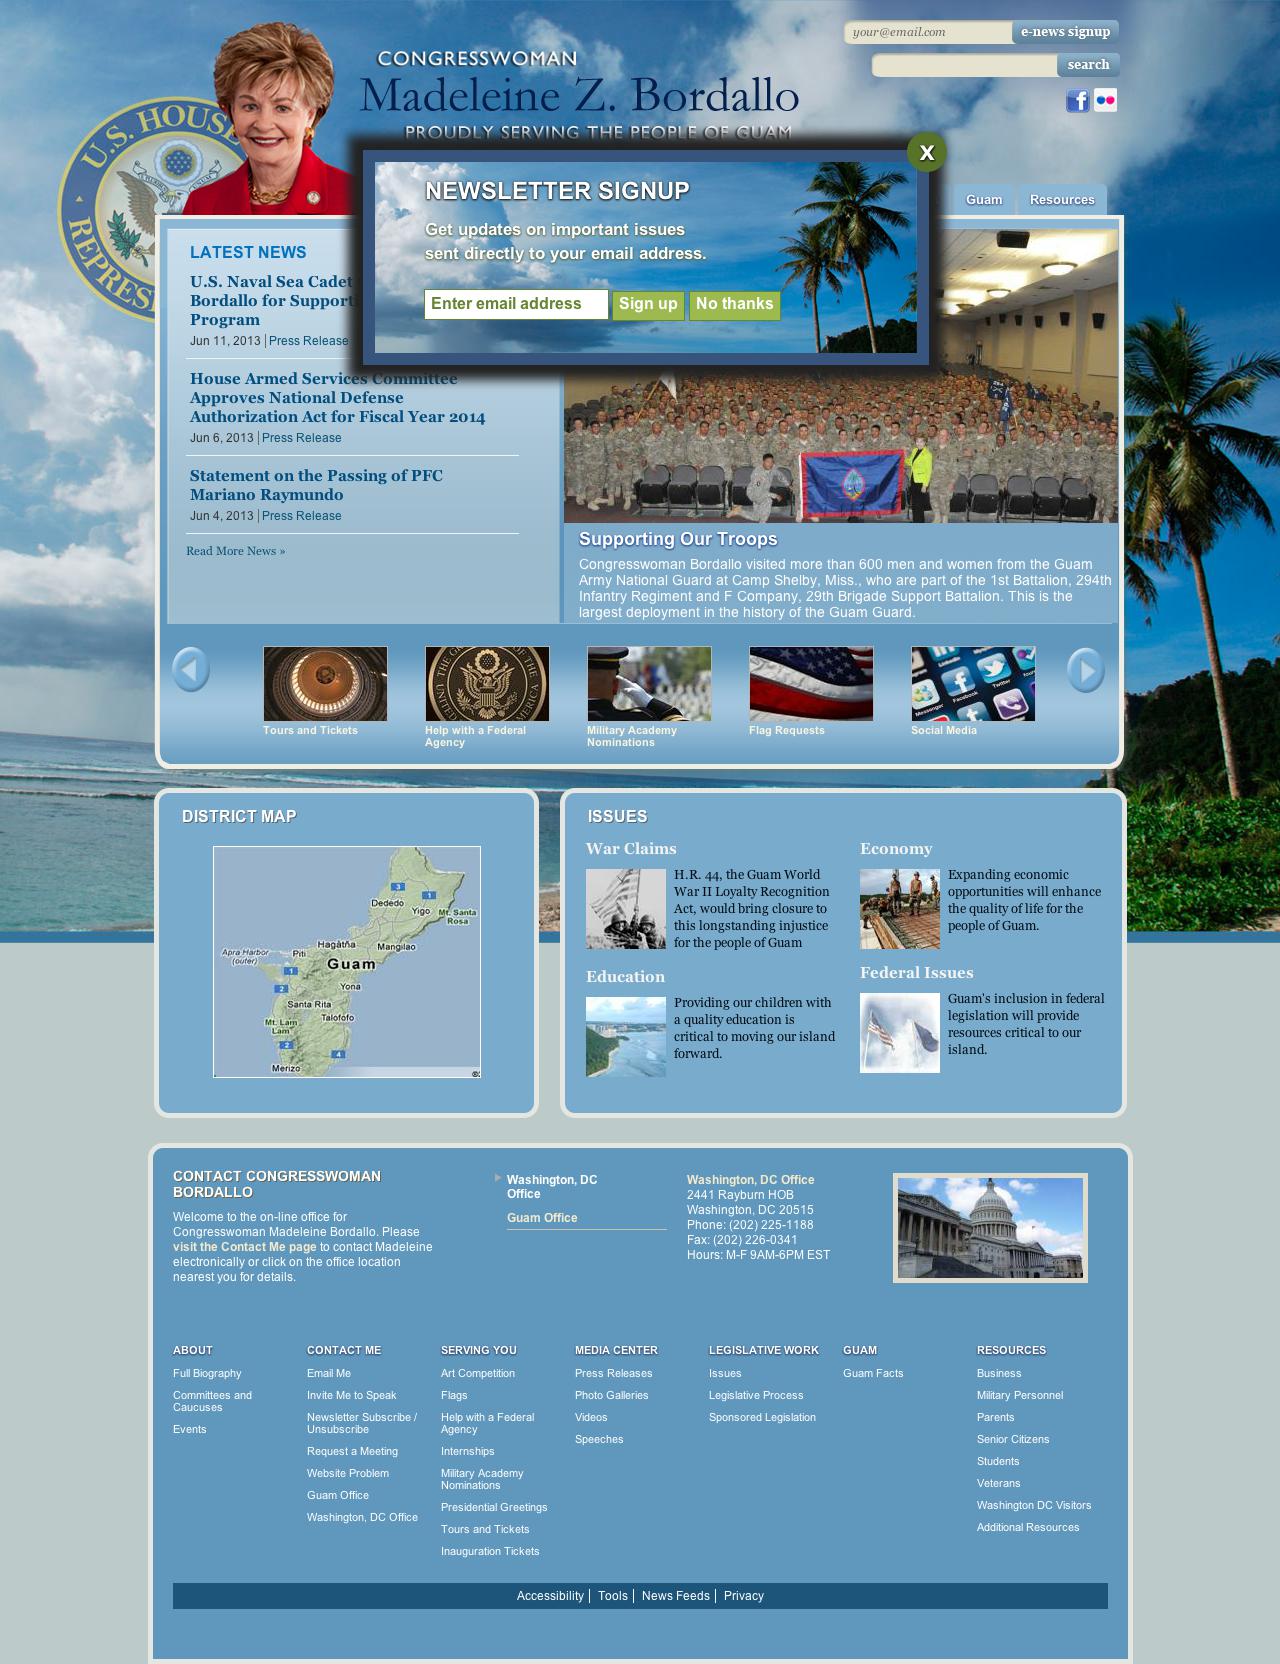 CONGRESSWOMAN
Madeleine Z. Bordallo
PROUDLY SERVING THE PEOPLE OF GUAM
U.S. HOUSE
REPRES
your@email.com
e-news signup
search
Guam
Resources
X
NEWSLETTER SIGNUP
Get updates on important issues
sent directly to your email address.
Enter email address
Sign up
No thanks
LATEST NEWS
U.S. Naval Sea Cadet
Bordallo for Support
Program
Jun 11, 2013 | Press Release
House Armed Services Committee
Approves National Defense
Authorization Act for Fiscal Year 2014
Jun 6, 2013 | Press Release
Statement on the Passing of PFC
Mariano Raymundo
Jun 4, 2013 | Press Release
Read More News »
Supporting Our Troops
Congresswoman Bordallo visited more than 600 men and women from the Guam
Army National Guard at Camp Shelby, Miss., who are part of the 1st Battalion, 294th
Infantry Regiment and F Company, 29th Brigade Support Battalion. This is the
largest deployment in the history of the Guam Guard.
Tours and Tickets
Help with a Federal
Agency
Military Academy
Nominations
Flag Requests
Social Media
DISTRICT MAP
3
1
Dededo
Yigo
Mt. Santa
Rosa
Hagåtña
Mangilao
Apra Harbor
(outer)
Piti
Guam
1
2
Yona
Santa Rita
Talofofo
Mt. Lam
Lam
2
4
Merizo
ISSUES
War Claims
H.R. 44, the Guam World
War II Loyalty Recognition
Act, would bring closure to
this longstanding injustice
for the people of Guam
Economy
Expanding economic
opportunities will enhance
the quality of life for the
people of Guam.
Education
Providing our children with
a quality education is
critical to moving our island
forward.
Federal Issues
Guam's inclusion in federal
legislation will provide
resources critical to our
island.
CONTACT CONGRESSWOMAN
BORDALLO
Welcome to the on-line office for
Congresswoman Madeleine Bordallo. Please
visit the Contact Me page to contact Madeleine
electronically or click on the office location
nearest you for details.
Washington, DC
Office
Guam Office
Washington, DC Office
2441 Rayburn HOB
Washington, DC 20515
Phone: (202) 225-1188
Fax: (202) 226-0341
Hours: M-F 9AM-6PM EST
ABOUT
Full Biography
Committees and
Caucuses
Events
CONTACT ME
Email Me
Invite Me to Speak
Newsletter Subscribe /
Unsubscribe
Request a Meeting
Website Problem
Guam Office
Washington, DC Office
SERVING YOU
Art Competition
Flags
Help with a Federal
Agency
Internships
Military Academy
Nominations
Presidential Greetings
Tours and Tickets
Inauguration Tickets
MEDIA CENTER
Press Releases
Photo Galleries
Videos
Speeches
LEGISLATIVE WORK
Issues
Legislative Process
Sponsored Legislation
GUAM
Guam Facts
RESOURCES
Business
Military Personnel
Parents
Senior Citizens
Students
Veterans
Washington DC Visitors
Additional Resources
Accessibility | Tools | News Feeds | Privacy